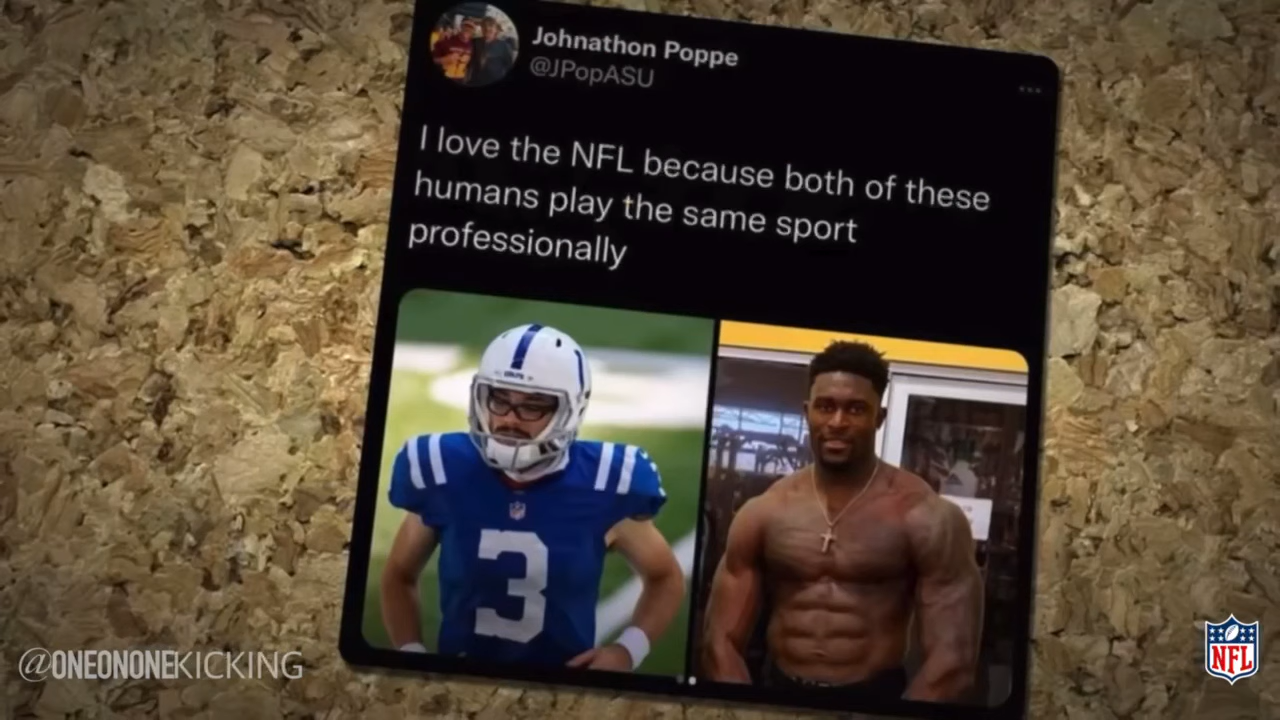 Johnathon Poppe
@JPopASU
I love the NFL because both of these
humans play the same sport
professionally
COLTS
3
@ONEONONEKICKING
NFL